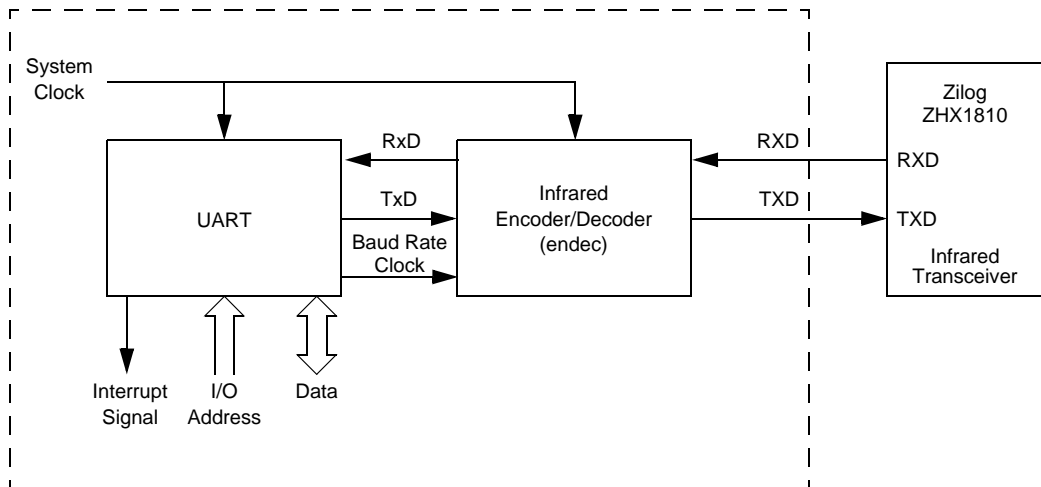 System
Clock
Zilog
ZHX1810
RxD
RXD
RXD
UART
TxD
Infrared
Encoder/Decoder
(endec)
TXD
TXD
Baud Rate
Clock
Infrared
Transceiver
Interrupt
Signal
I/O
Address
Data